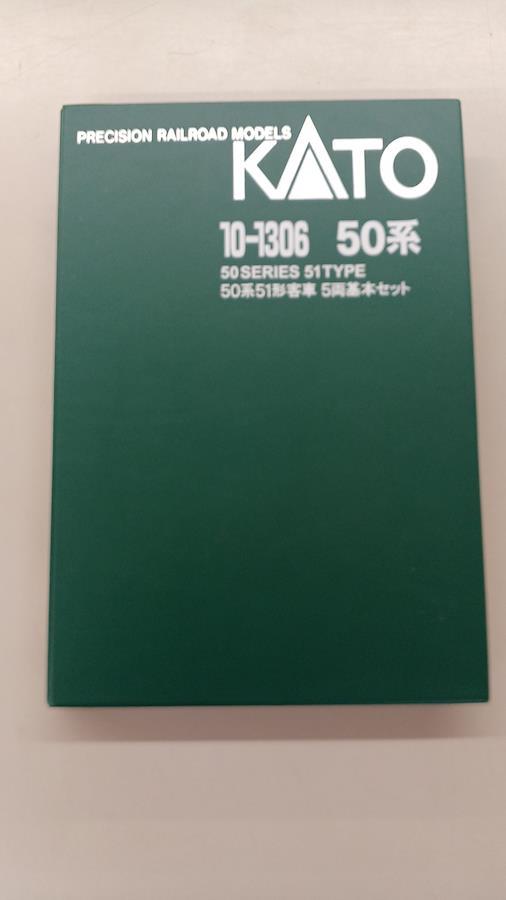 PRECISION RAILROAD MODELS
KATO
10-1306 50系
50 SERIES 51 TYPE
50系51形客車 5両基本セット